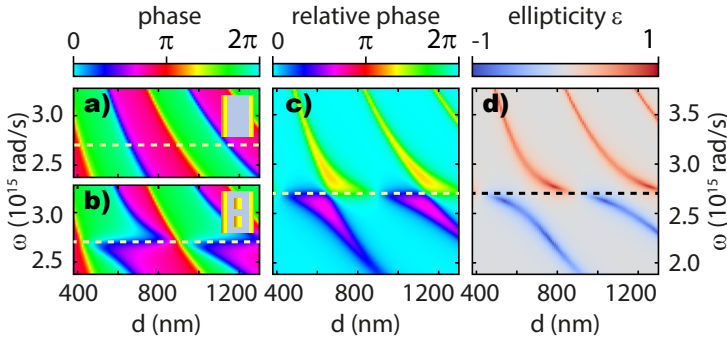 phase
relative phase
ellipticity ε
0 π 2π
0 π 2π
-1 1
a)
b)
c)
d)
3.0
2.5
3.0
2.5
ω (10¹⁵ rad/s)
3.5
3.0
2.5
2.0
ω (10¹⁵ rad/s)
400 800 1200
400 800 1200
400 800 1200
d (nm)
d (nm)
d (nm)